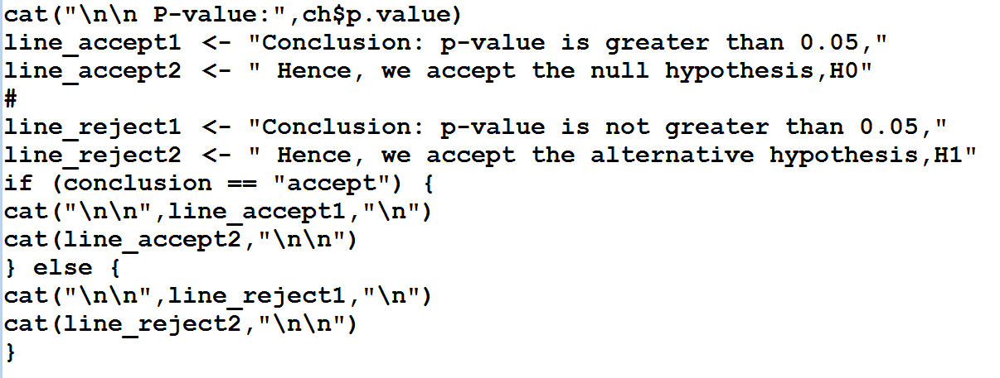 cat("\n\n P-value:",ch$p.value)
line_accept1 <- "Conclusion: p-value is greater than 0.05,"
line_accept2 <- " Hence, we accept the null hypothesis,H0"
#
line_reject1 <- "Conclusion: p-value is not greater than 0.05,"
line_reject2 <- " Hence, we accept the alternative hypothesis,H1"
if (conclusion == "accept") {
cat("\n\n",line_accept1,"\n")
cat(line_accept2,"\n\n")
} else {
cat("\n\n",line_reject1,"\n")
cat(line_reject2,"\n\n")
}